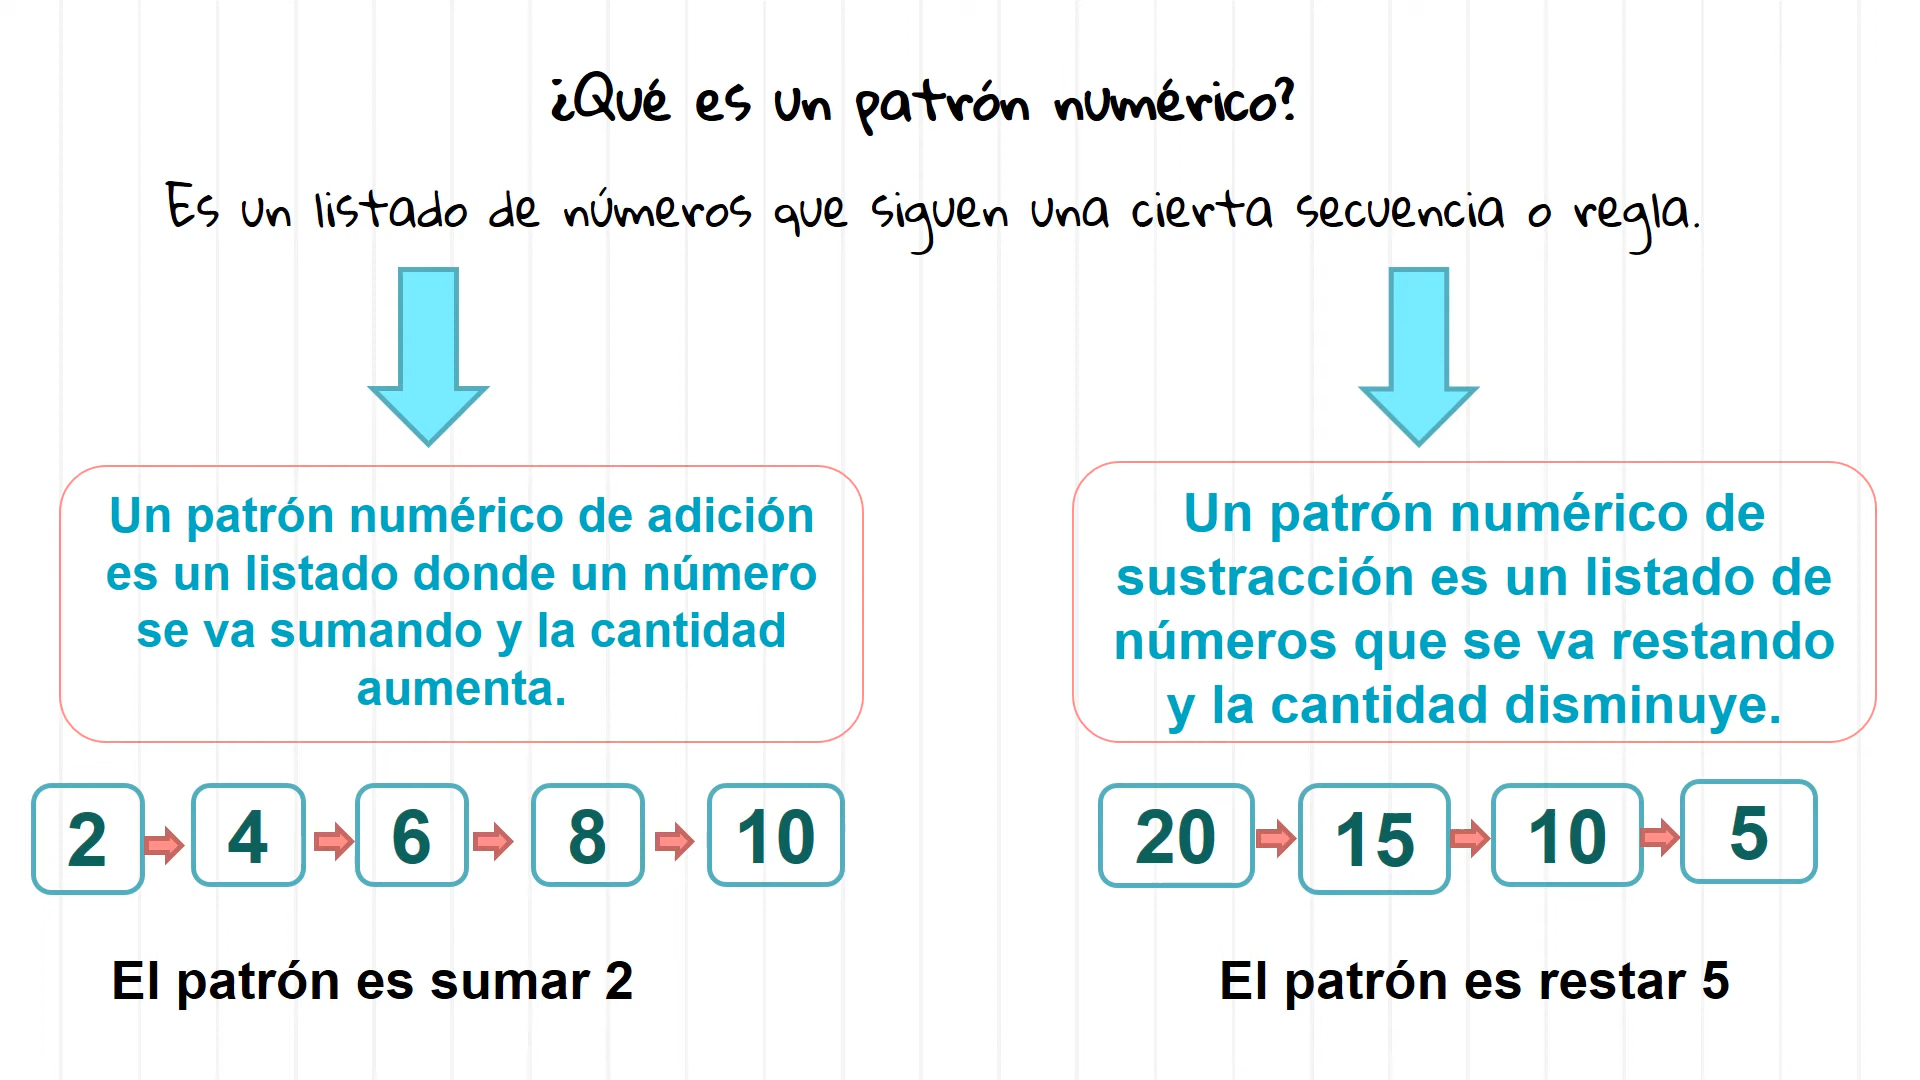 ¿Qué es un patrón numérico?
Es un listado de números que siguen una cierta secuencia o regla.
Un patrón numérico de adición
es un listado donde un número
se va sumando y la cantidad
aumenta.
2 4 6 8 10
El patrón es sumar 2
Un patrón numérico de
sustracción es un listado de
números que se va restando
y la cantidad disminuye.
20 15 10 5
El patrón es restar 5